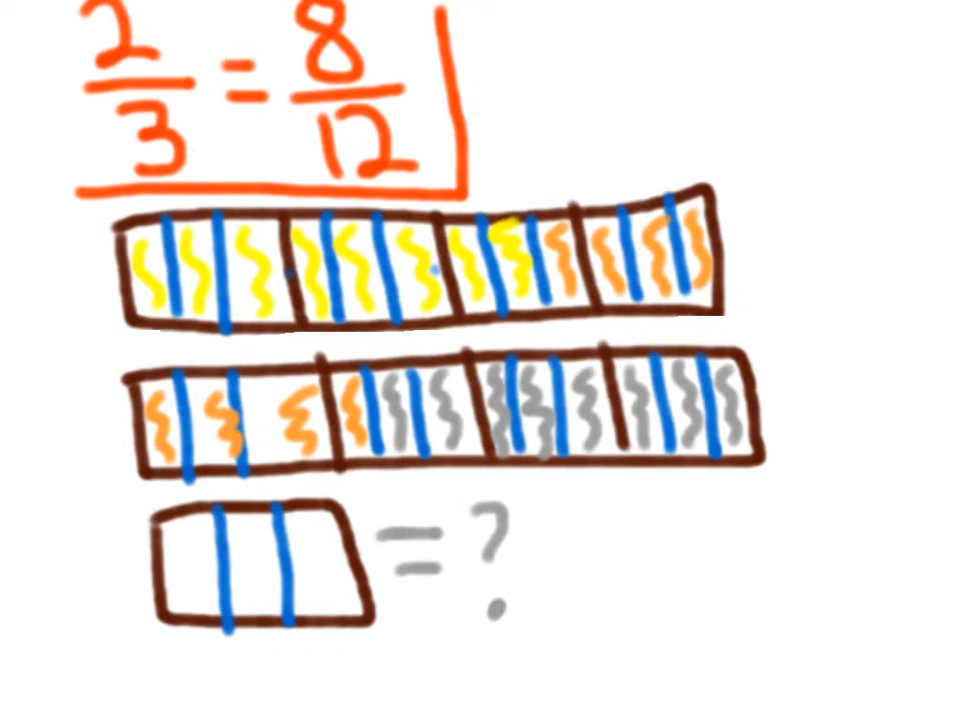 2/3 = 8/12
= ?